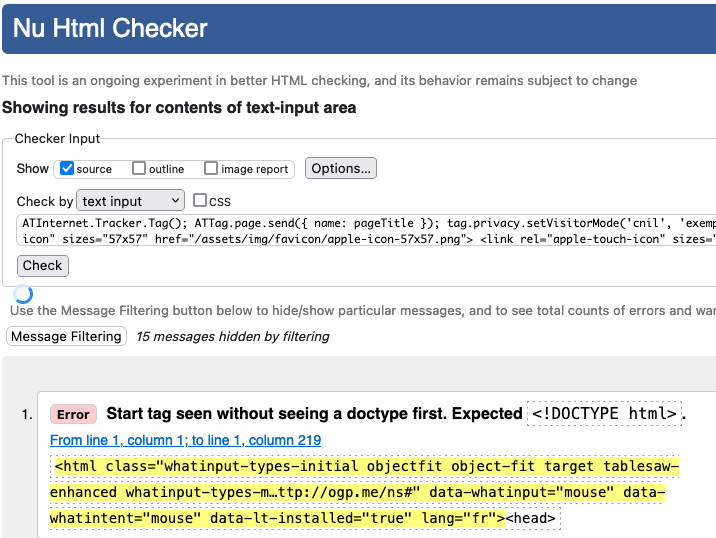 Nu Html Checker
This tool is an ongoing experiment in better HTML checking, and its behavior remains subject to change
Showing results for contents of text-input area
Checker Input
Show source outline image report Options...
Check by text input CSS
ATInternet.Tracker.Tag(); ATTag.page.send({ name: pageTitle }); tag.privacy.setVisitorMode('cnil', 'exemp
icon" sizes="57x57" href="/assets/img/favicon/apple-icon-57x57.png"> <link rel="apple-touch-icon" sizes="
Check
Use the Message Filtering button below to hide/show particular messages, and to see total counts of errors and war
Message Filtering 15 messages hidden by filtering
1. Error Start tag seen without seeing a doctype first. Expected <!DOCTYPE html>.
From line 1, column 1; to line 1, column 219
<html class="whatinput-types-initial objectfit object-fit target tablesaw-
enhanced whatinput-types-m…ttp://ogp.me/ns#" data-whatinput="mouse" data-
whatintent="mouse" data-lt-installed="true" lang="fr"><head>